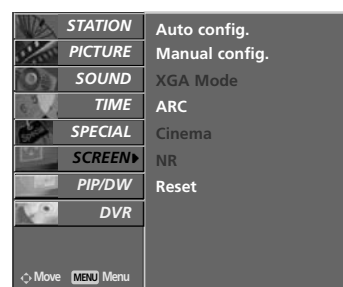 STATION
PICTURE
SOUND
TIME
SPECIAL
SCREEN
PIP/DW
DVR
Move MENU Menu
Auto config.
Manual config.
XGA Mode
ARC
Cinema
NR
Reset